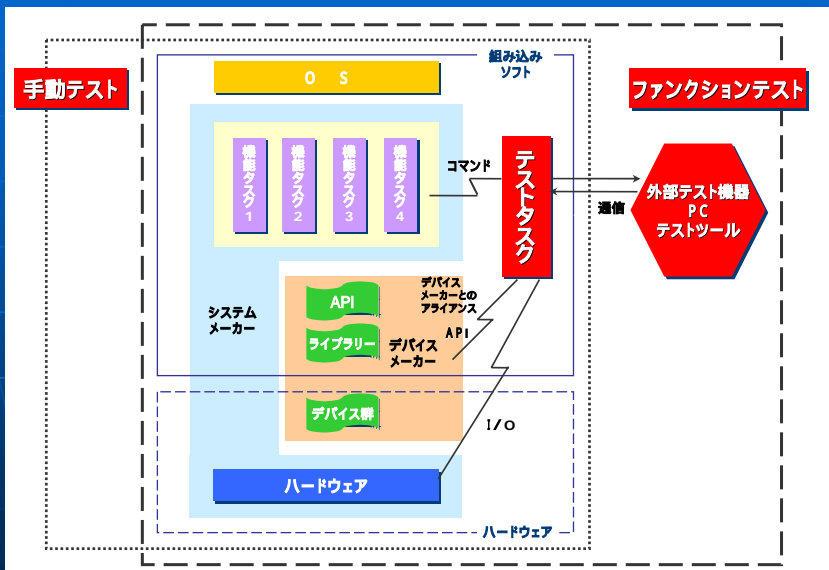 組み込み
ソフト
O S
手動テスト
ファンクションテスト
機能タスク1
機能タスク2
機能タスク3
機能タスク4
コマンド
テストタスク
通信
外部テスト機器
PC
テストツール
システム
メーカー
API
ライブラリー
デバイス
メーカー
デバイス
メーカーとの
アライアンス
API
デバイス群
I/O
ハードウェア
ハードウェア